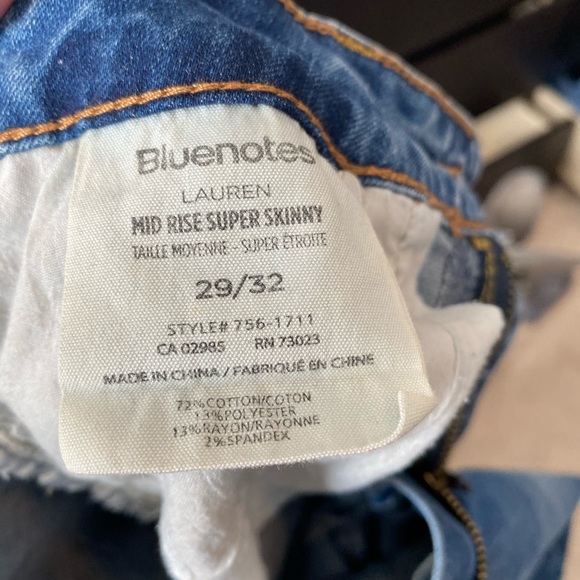 Bluenotes
LAUREN
MID RISE SUPER SKINNY
TAILLE MOYENNE - SUPER ÉTROITE
29/32
STYLE# 756-1711
CA 02985 RN 73023
MADE IN CHINA / FABRIQUÉ EN CHINE
72%COTTON/COTON
13%POLYESTER
13%RAYON/RAYONNE
2%SPANDEX